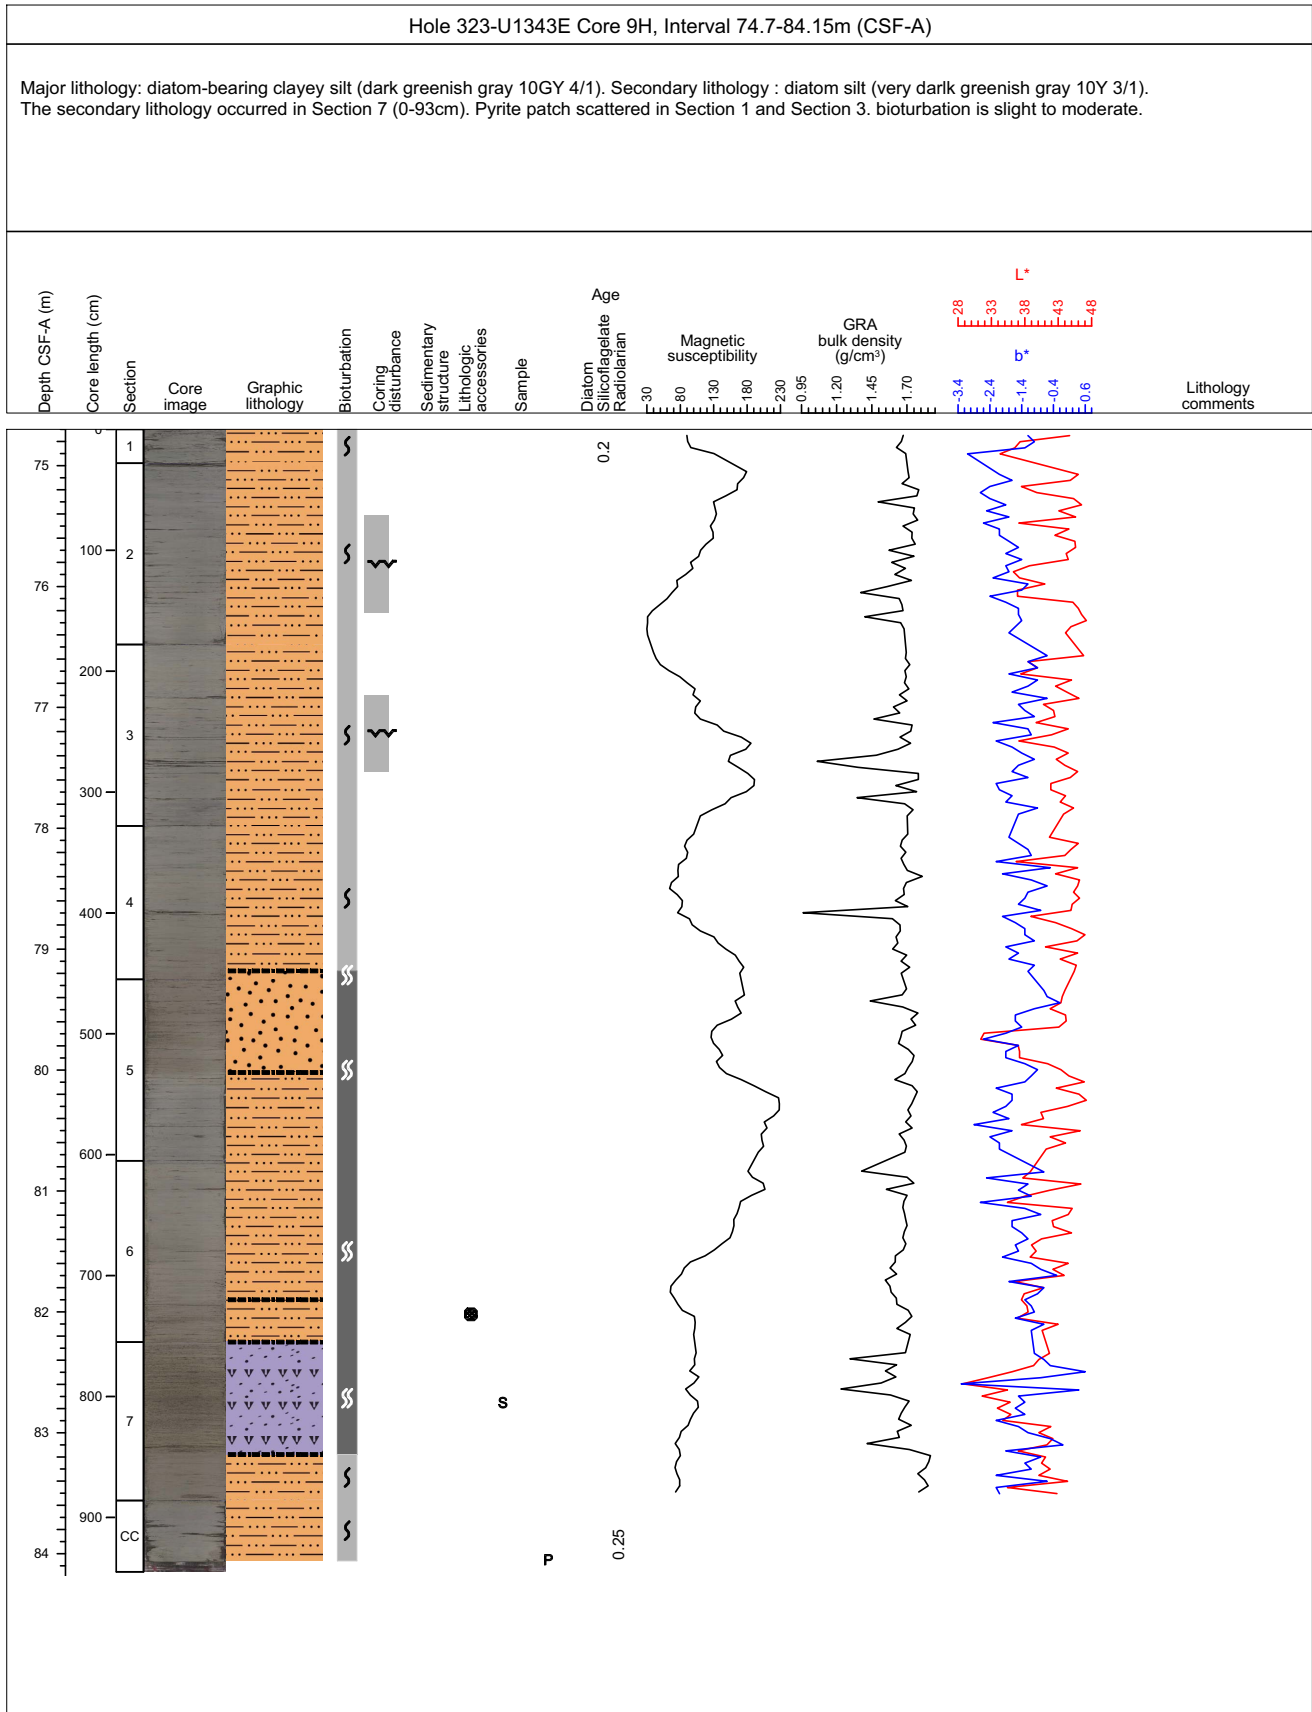 Hole 323-U1343E Core 9H, Interval 74.7-84.15m (CSF-A)
Major lithology: diatom-bearing clayey silt (dark greenish gray 10GY 4/1). Secondary lithology : diatom silt (very darlk greenish gray 10Y 3/1).
The secondary lithology occurred in Section 7 (0-93cm). Pyrite patch scattered in Section 1 and Section 3. bioturbation is slight to moderate.
Depth CSF-A (m)
Core length (cm)
Section
Core
image
Graphic
lithology
Bioturbation
Coring
disturbance
Sedimentary
structure
Lithologic
accessories
Sample
Age
Diatom
Silicoflagelate
Radiolarian
Magnetic
susceptibility
30 80 130 180 230
GRA
bulk density
(g/cm³)
0.95 1.20 1.45 1.70
L*
28 33 38 43 48
b*
-3.4 -2.4 -1.4 -0.4 0.6
Lithology
comments
75
76
77
78
79
80
81
82
83
84
0
100
200
300
400
500
600
700
800
900
1
2
3
4
5
6
7
CC
S
P
0.2
0.25